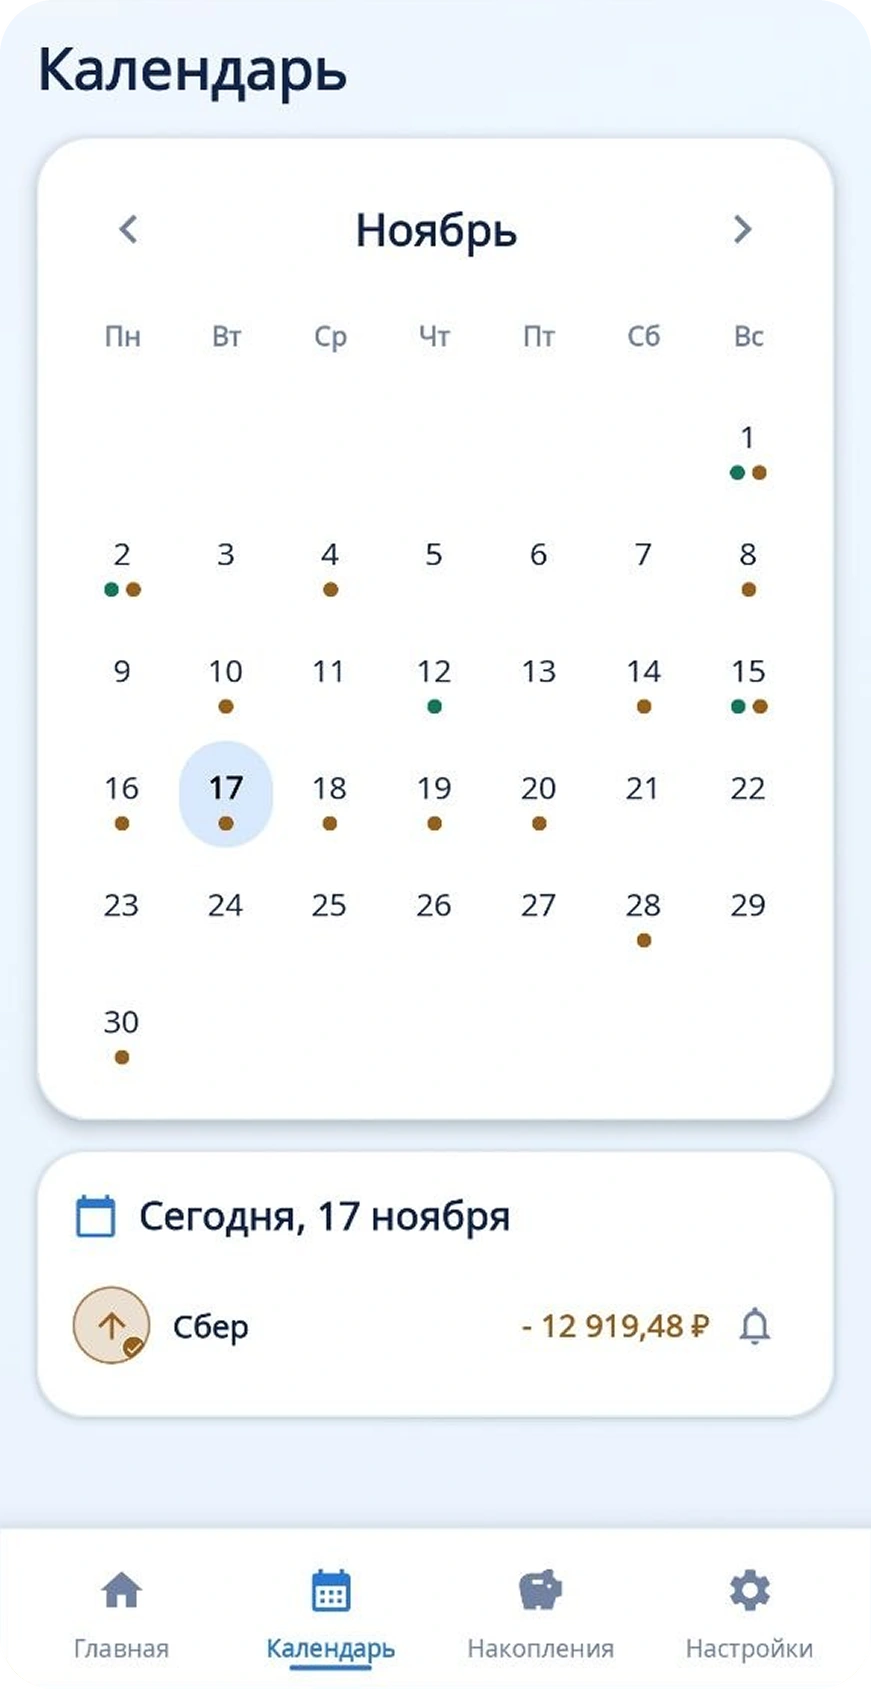 Календарь
Ноябрь
Пн Вт Ср Чт Пт Сб Вс
1
2 3 4 5 6 7 8
9 10 11 12 13 14 15
16 17 18 19 20 21 22
23 24 25 26 27 28 29
30
Сегодня, 17 ноября
Сбер - 12 919,48 ₽
Главная Календарь Накопления Настройки